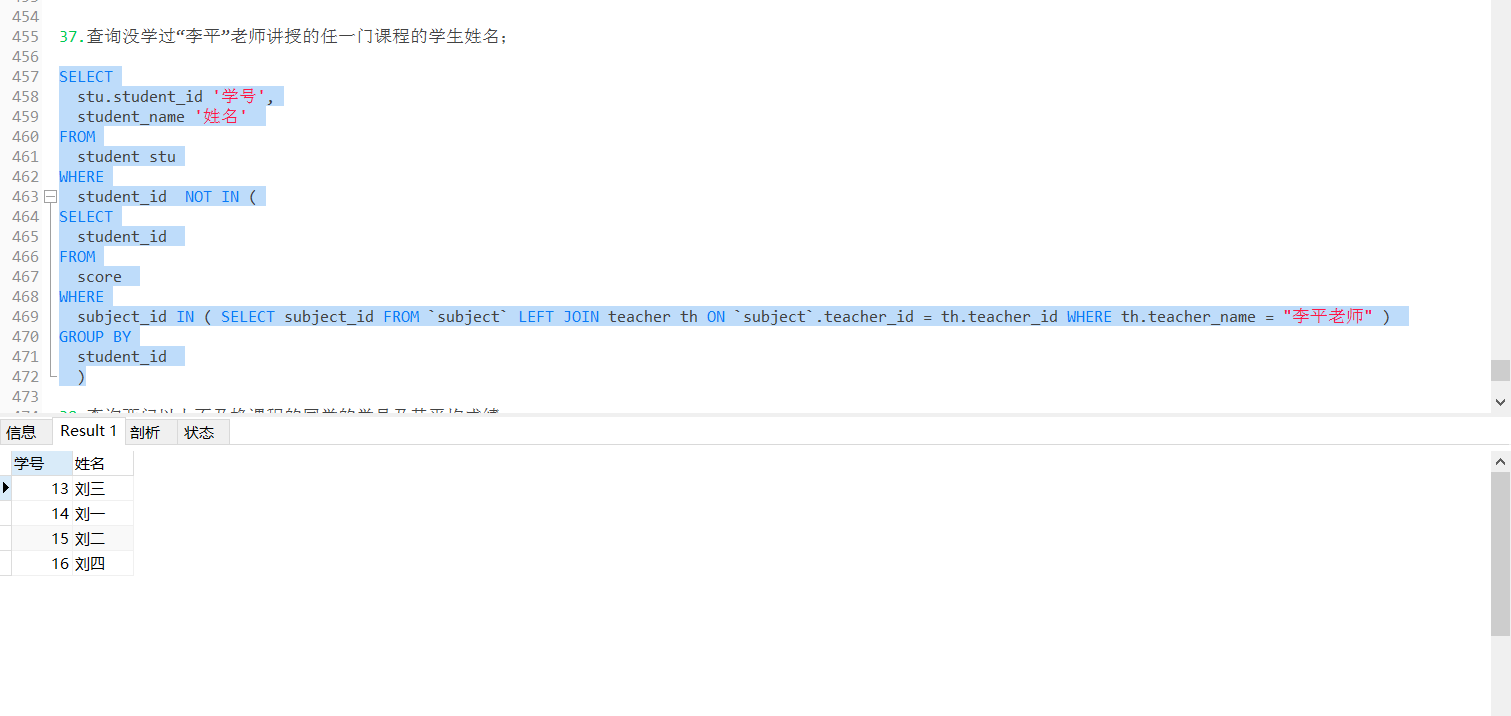 454
455 37.查询没学过“李平”老师讲授的任一门课程的学生姓名;
456
457 SELECT
458 stu.student_id '学号',
459 student_name '姓名'
460 FROM
461 student stu
462 WHERE
463 student_id NOT IN (
464 SELECT
465 student_id
466 FROM
467 score
468 WHERE
469 subject_id IN ( SELECT subject_id FROM `subject` LEFT JOIN teacher th ON `subject`.teacher_id = th.teacher_id WHERE th.teacher_name = "李平老师" )
470 GROUP BY
471 student_id
472 )
473
信息 Result 1 剖析 状态
学号 姓名
13 刘三
14 刘一
15 刘二
16 刘四